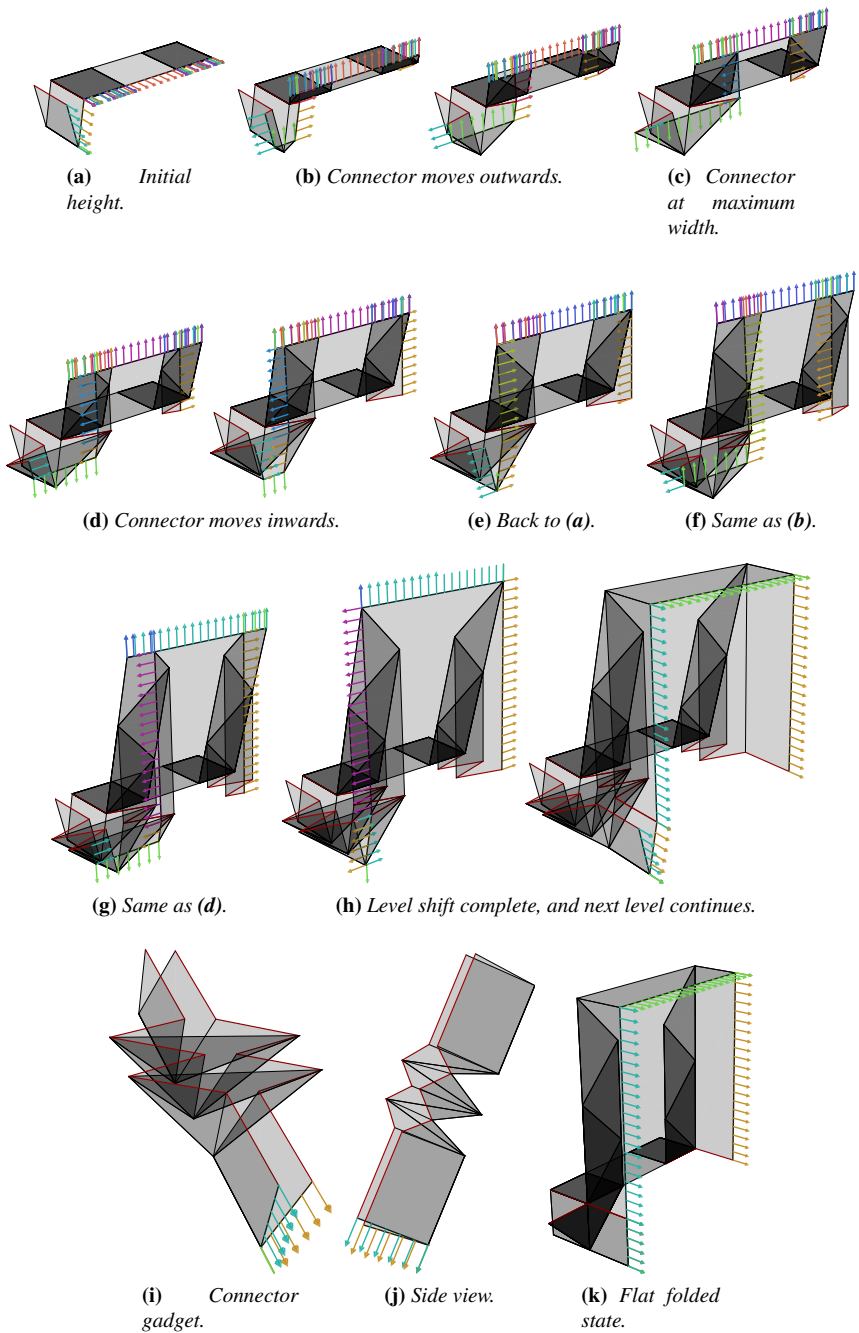 (a) Initial
height.
(b) Connector moves outwards.
(c) Connector
at maximum
width.
(d) Connector moves inwards.
(e) Back to (a).
(f) Same as (b).
(g) Same as (d).
(h) Level shift complete, and next level continues.
(i) Connector
gadget.
(j) Side view.
(k) Flat folded
state.